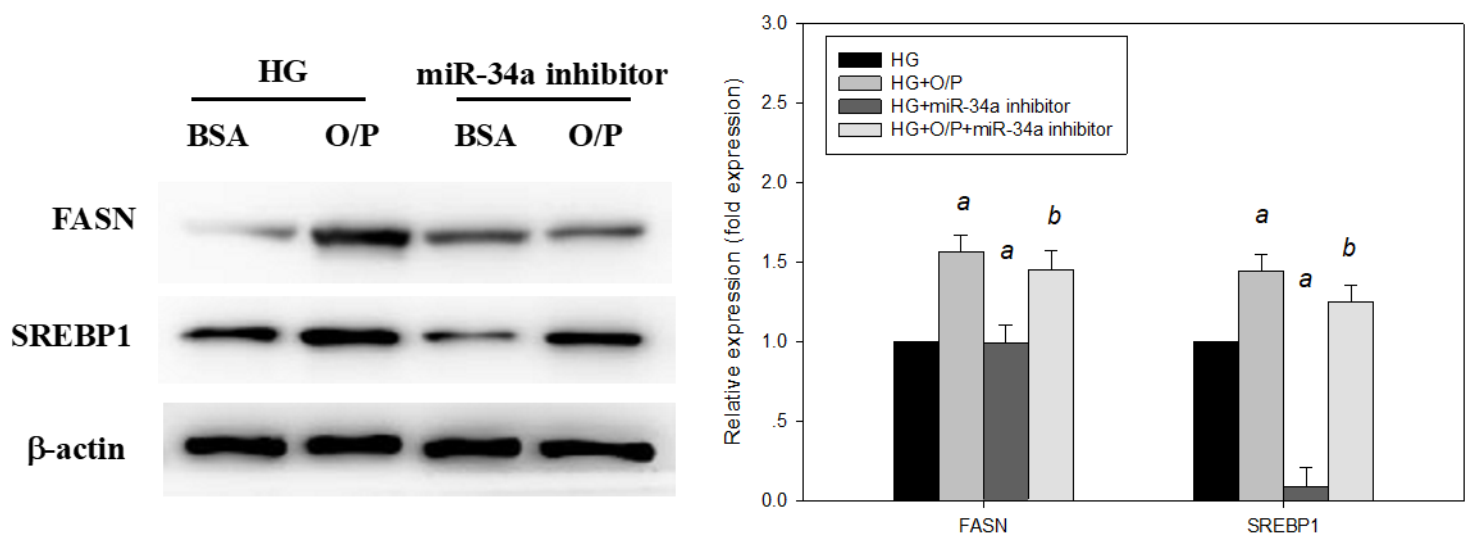 HG miR-34a inhibitor
BSA O/P BSA O/P
FASN
SREBP1
β-actin
Relative expression (fold expression)
3.0
2.5
2.0
1.5
1.0
.5
0.0
HG
HG+O/P
HG+miR-34a inhibitor
HG+O/P+miR-34a inhibitor
a a b a a b
FASN SREBP1